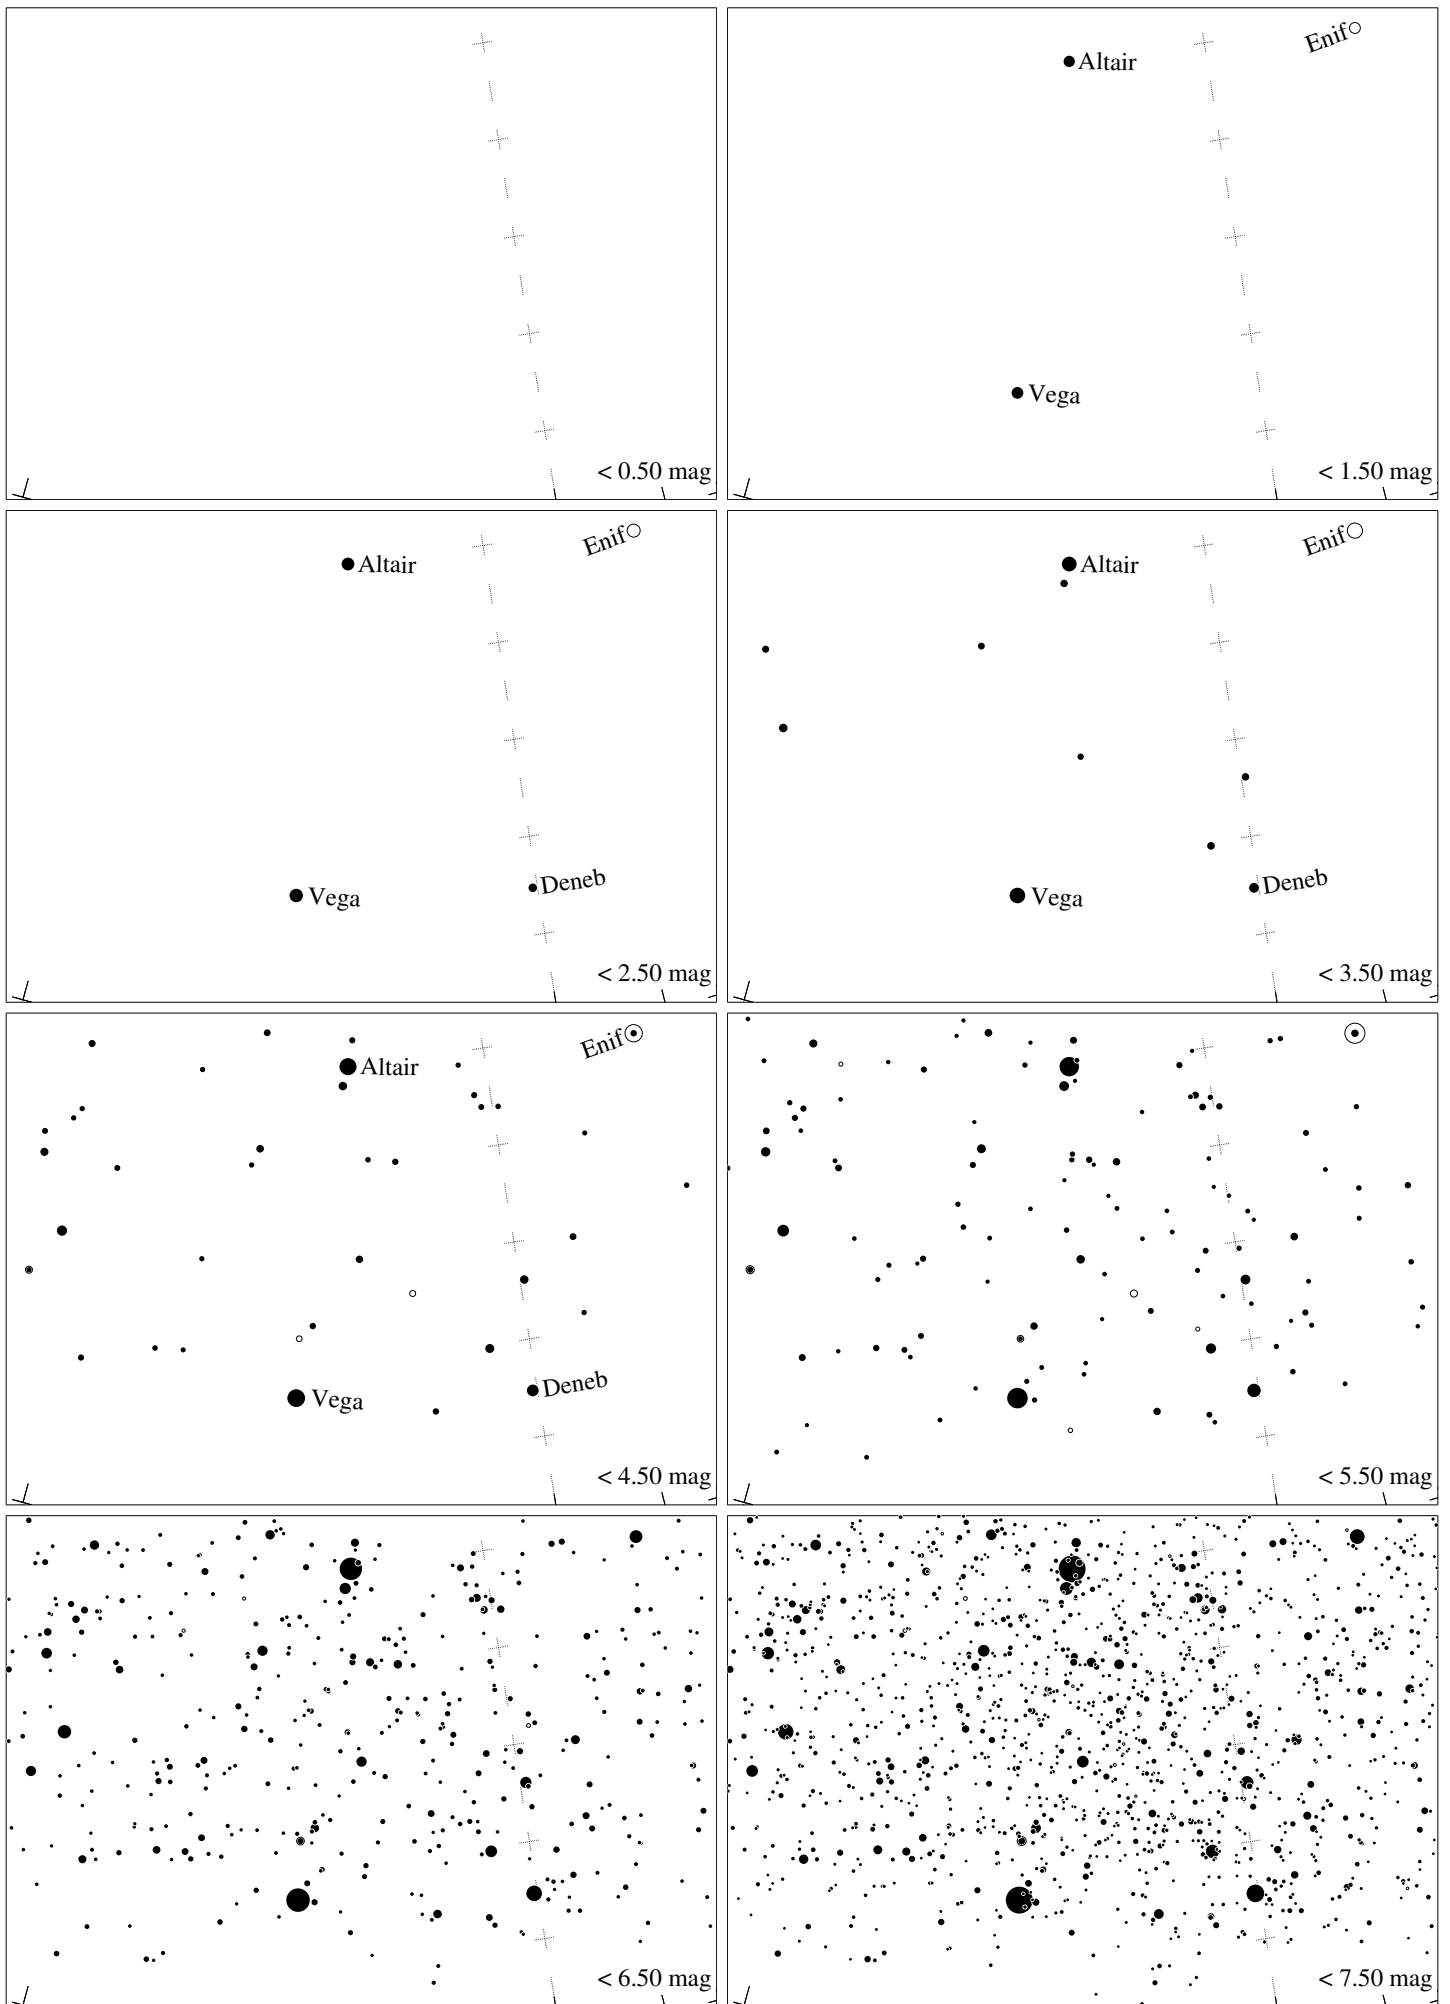 < 0.50 mag
Enif
Altair
Vega
< 1.50 mag
Enif
Altair
Vega
Deneb
< 2.50 mag
Enif
Altair
Vega
Deneb
< 3.50 mag
Enif
Altair
Vega
Deneb
< 4.50 mag
< 5.50 mag
< 6.50 mag
< 7.50 mag